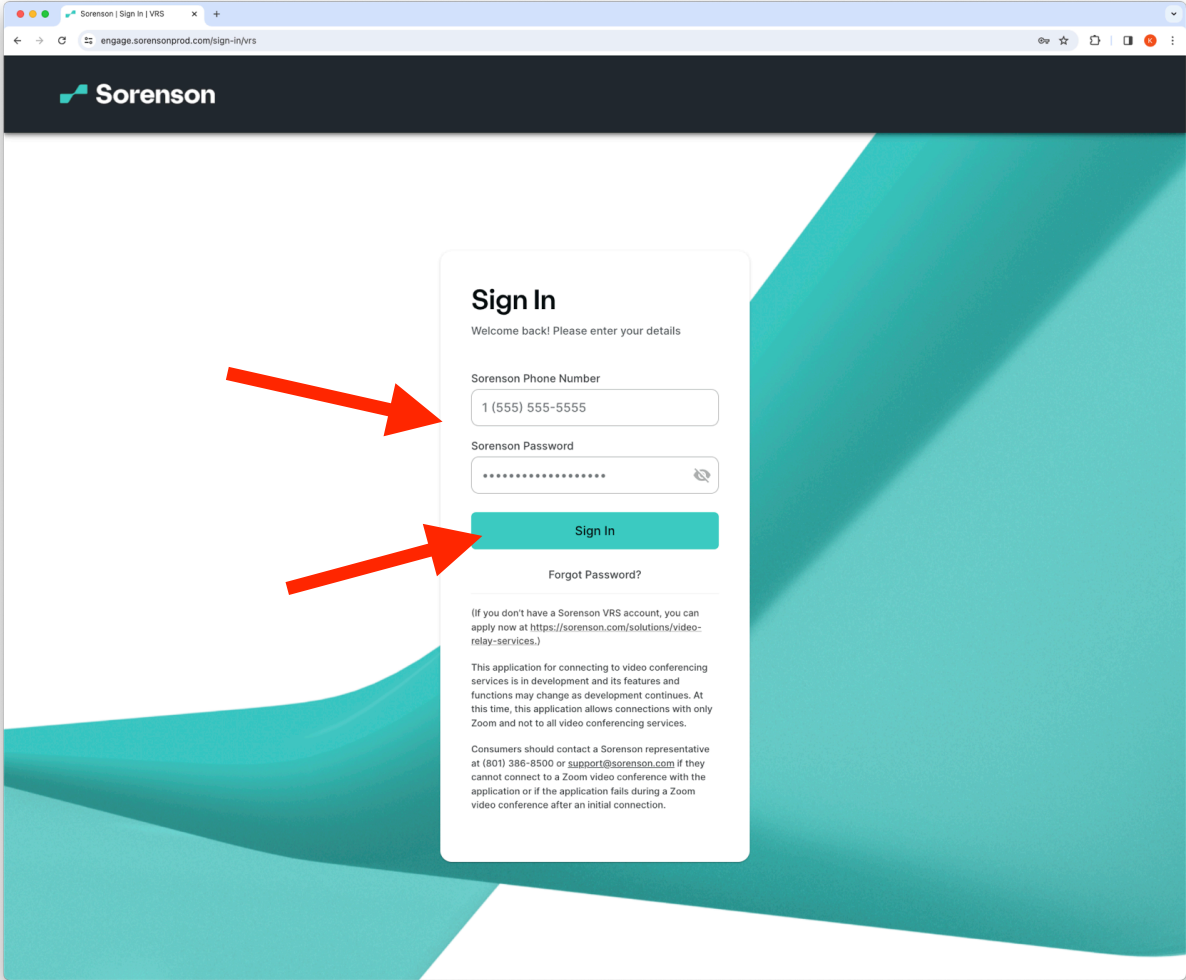 Sorenson | Sign In | VRS
engage.sorensonprod.com/sign-in/vrs
K
Sorenson
Sign In
Welcome back! Please enter your details
Sorenson Phone Number
1 (555) 555-5555
Sorenson Password
Sign In
Forgot Password?
(If you don't have a Sorenson VRS account, you can
apply now at https://sorenson.com/solutions/video-
relay-services.)
This application for connecting to video conferencing
services is in development and its features and
functions may change as development continues. At
this time, this application allows connections with only
Zoom and not to all video conferencing services.
Consumers should contact a Sorenson representative
at (801) 386-8500 or support@sorenson.com if they
cannot connect to a Zoom video conference with the
application or if the application fails during a Zoom
video conference after an initial connection.